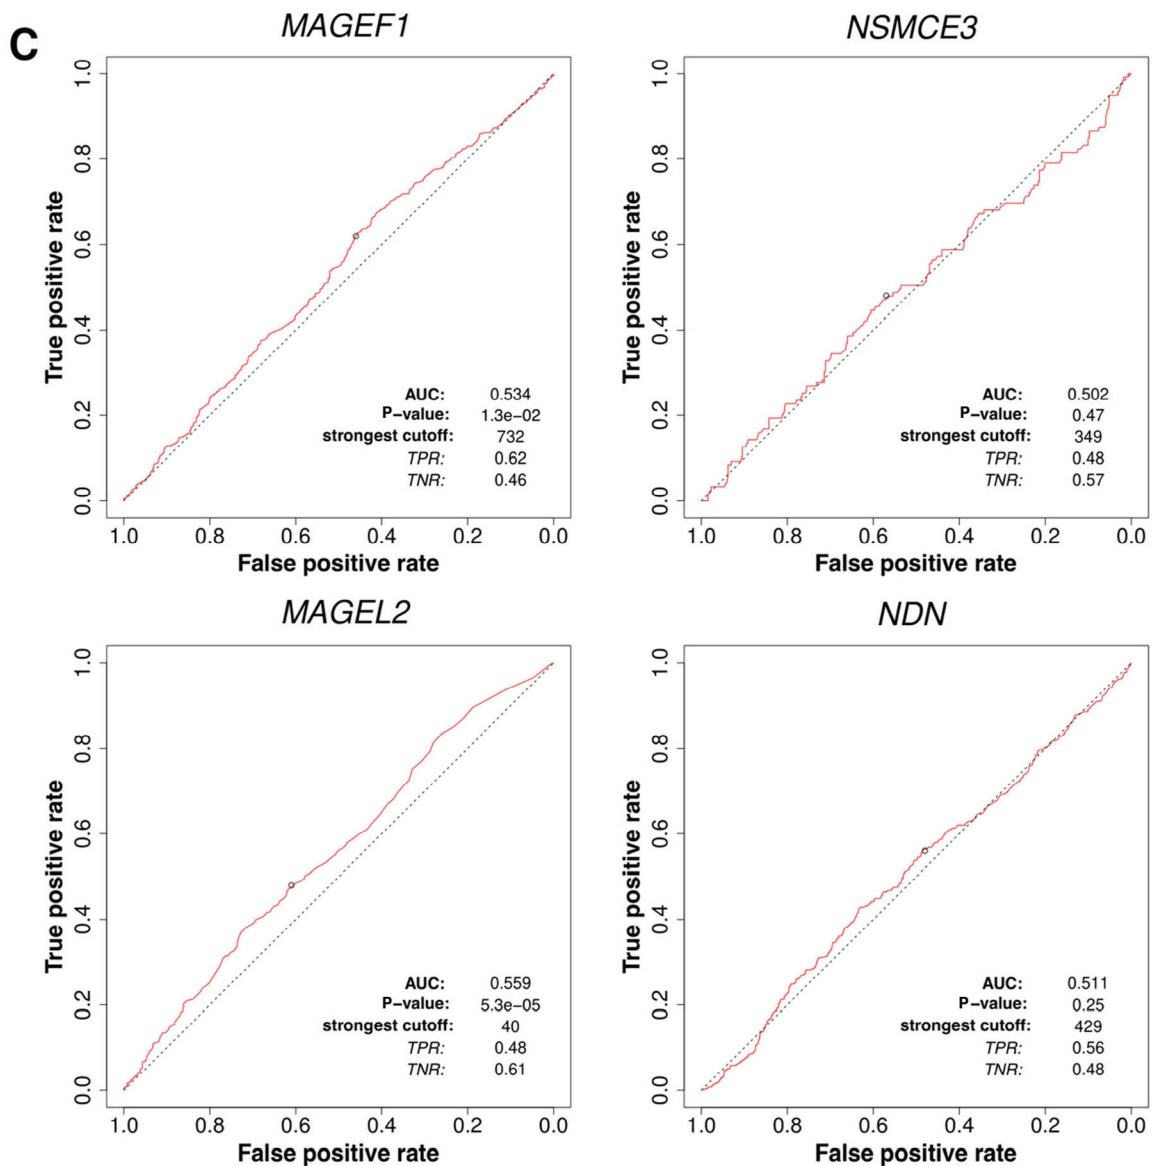 C
MAGEF1
True positive rate
1.0
0.8
0.6
0.4
0.2
0.0
AUC: 0.534
P-value: 1.3e-02
strongest cutoff: 732
TPR: 0.62
TNR: 0.46
1.0 0.8 0.6 0.4 0.2 0.0
False positive rate
NSMCE3
True positive rate
1.0
0.8
0.6
0.4
0.2
0.0
AUC: 0.502
P-value: 0.47
strongest cutoff: 349
TPR: 0.48
TNR: 0.57
1.0 0.8 0.6 0.4 0.2 0.0
False positive rate
MAGEL2
True positive rate
1.0
0.8
0.6
0.4
0.2
0.0
AUC: 0.559
P-value: 5.3e-05
strongest cutoff: 40
TPR: 0.48
TNR: 0.61
1.0 0.8 0.6 0.4 0.2 0.0
False positive rate
NDN
True positive rate
1.0
0.8
0.6
0.4
0.2
0.0
AUC: 0.511
P-value: 0.25
strongest cutoff: 429
TPR: 0.56
TNR: 0.48
1.0 0.8 0.6 0.4 0.2 0.0
False positive rate